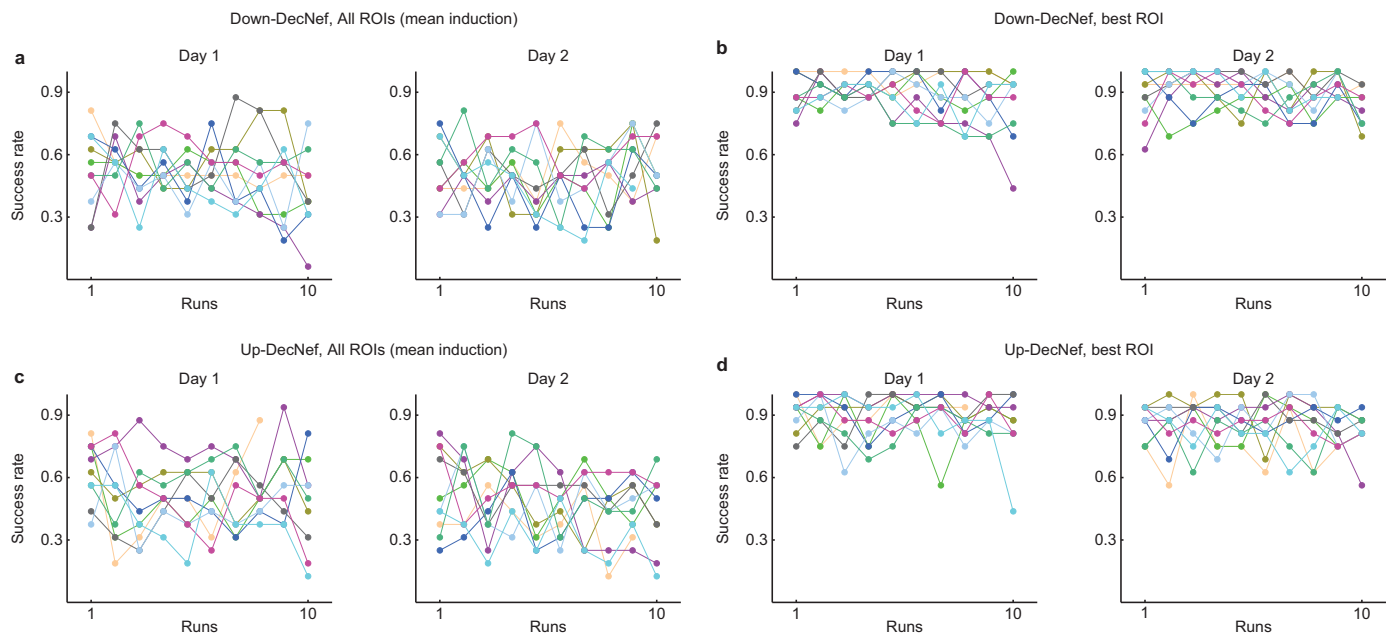 Down-DecNef, All ROIs (mean induction)
a
Day 1
Day 2
Success rate
0.9
0.6
0.3
1
10
Runs
1
10
Runs
Down-DecNef, best ROI
b
Day 1
Day 2
Success rate
0.9
0.6
0.3
1
10
Runs
1
10
Runs
Up-DecNef, All ROIs (mean induction)
c
Day 1
Day 2
Success rate
0.9
0.6
0.3
1
10
Runs
1
10
Runs
Up-DecNef, best ROI
d
Day 1
Day 2
Success rate
0.9
0.6
0.3
1
10
Runs
1
10
Runs